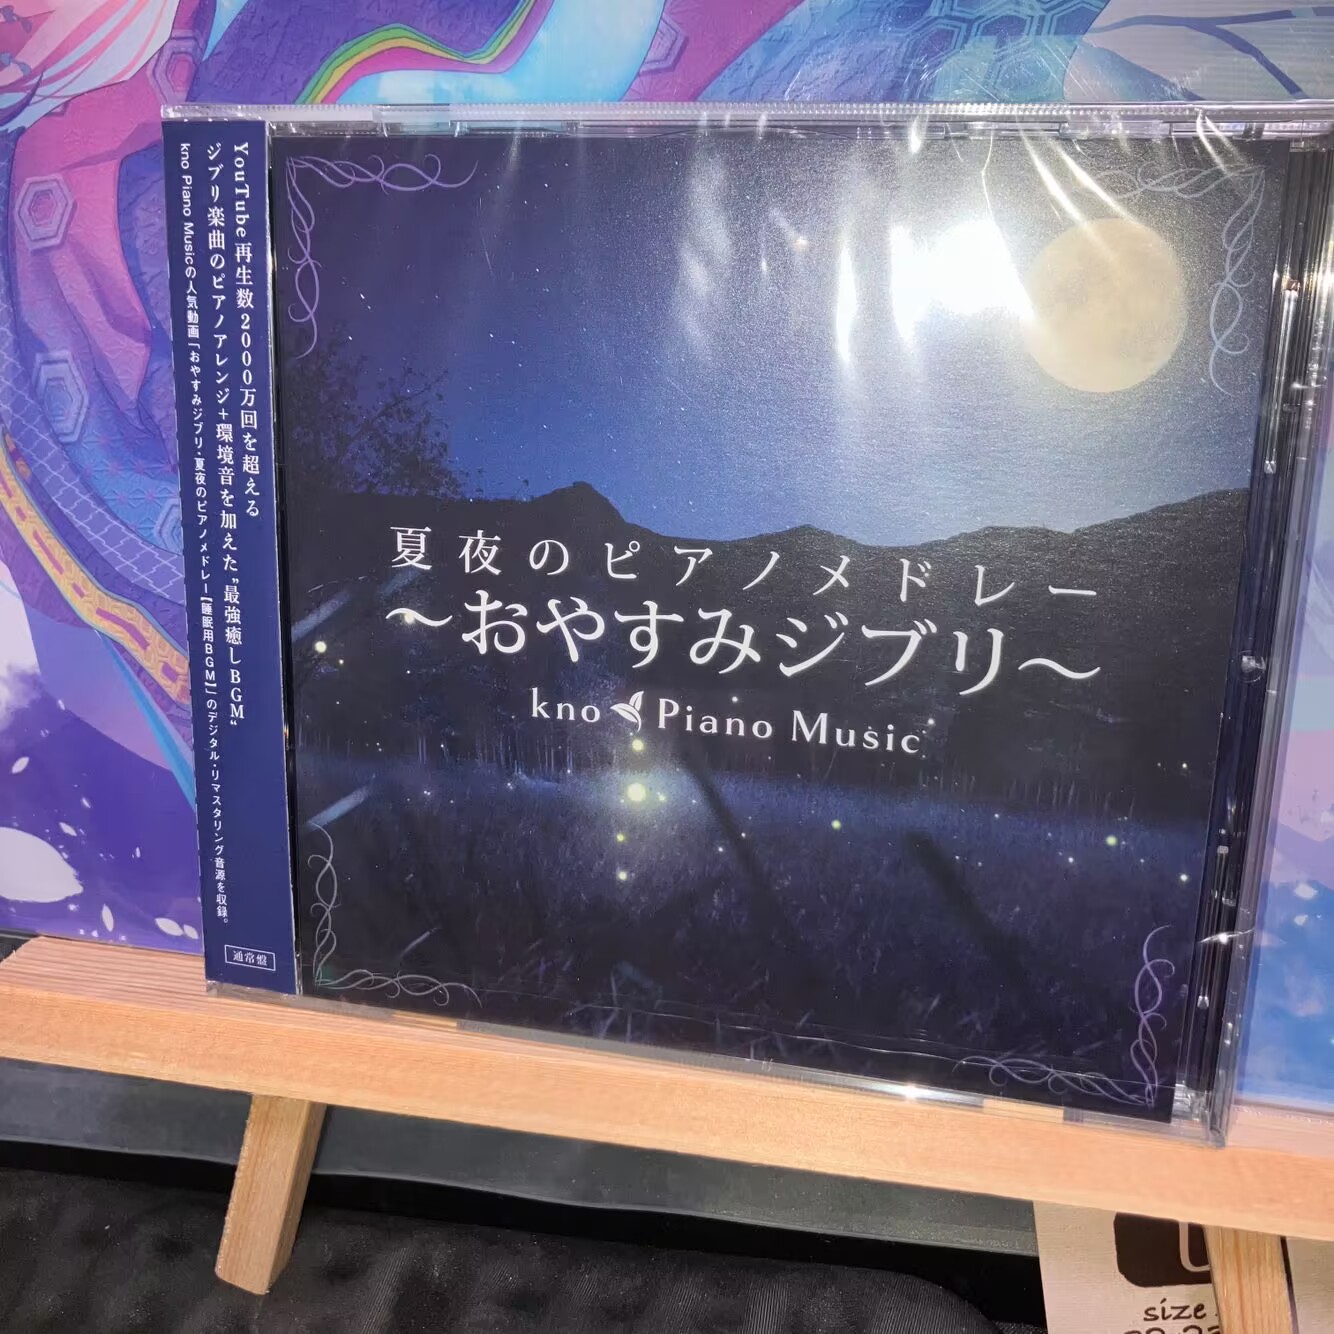 YouTube再生数2000万回を超える
ジブリ楽曲のピアノアレンジ+環境音を加えた"最強癒しBGM"
kno Piano Musicの人気動画「おやすみジブリ・夏夜のピアノメドレー【睡眠用BGM】」のデジタル・リマスタリング音源を収録。
通常盤
夏夜のピアノメドレー
～おやすみジブリ～
kno Piano Music
size